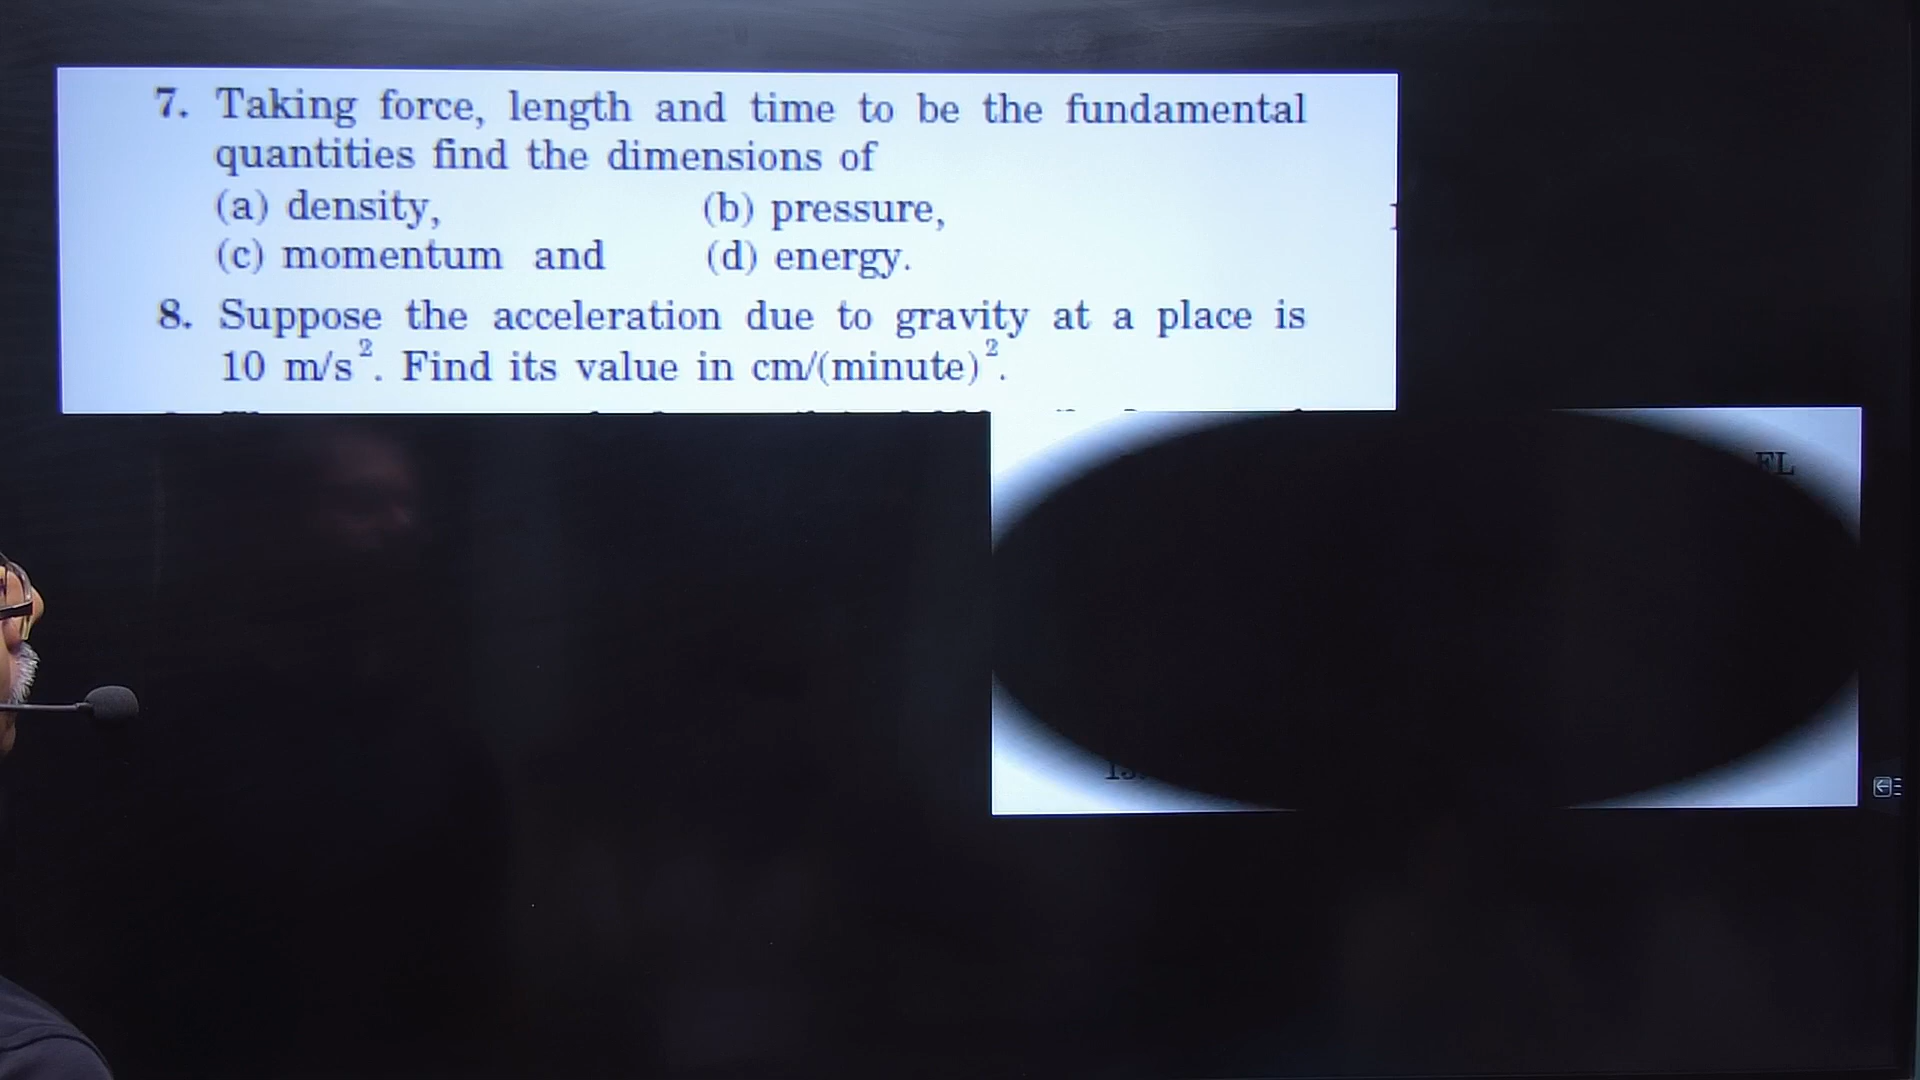 7. Taking force, length and time to be the fundamental
quantities find the dimensions of
(a) density, (b) pressure,
(c) momentum and (d) energy.
8. Suppose the acceleration due to gravity at a place is
10 m/s². Find its value in cm/(minute)².
FL